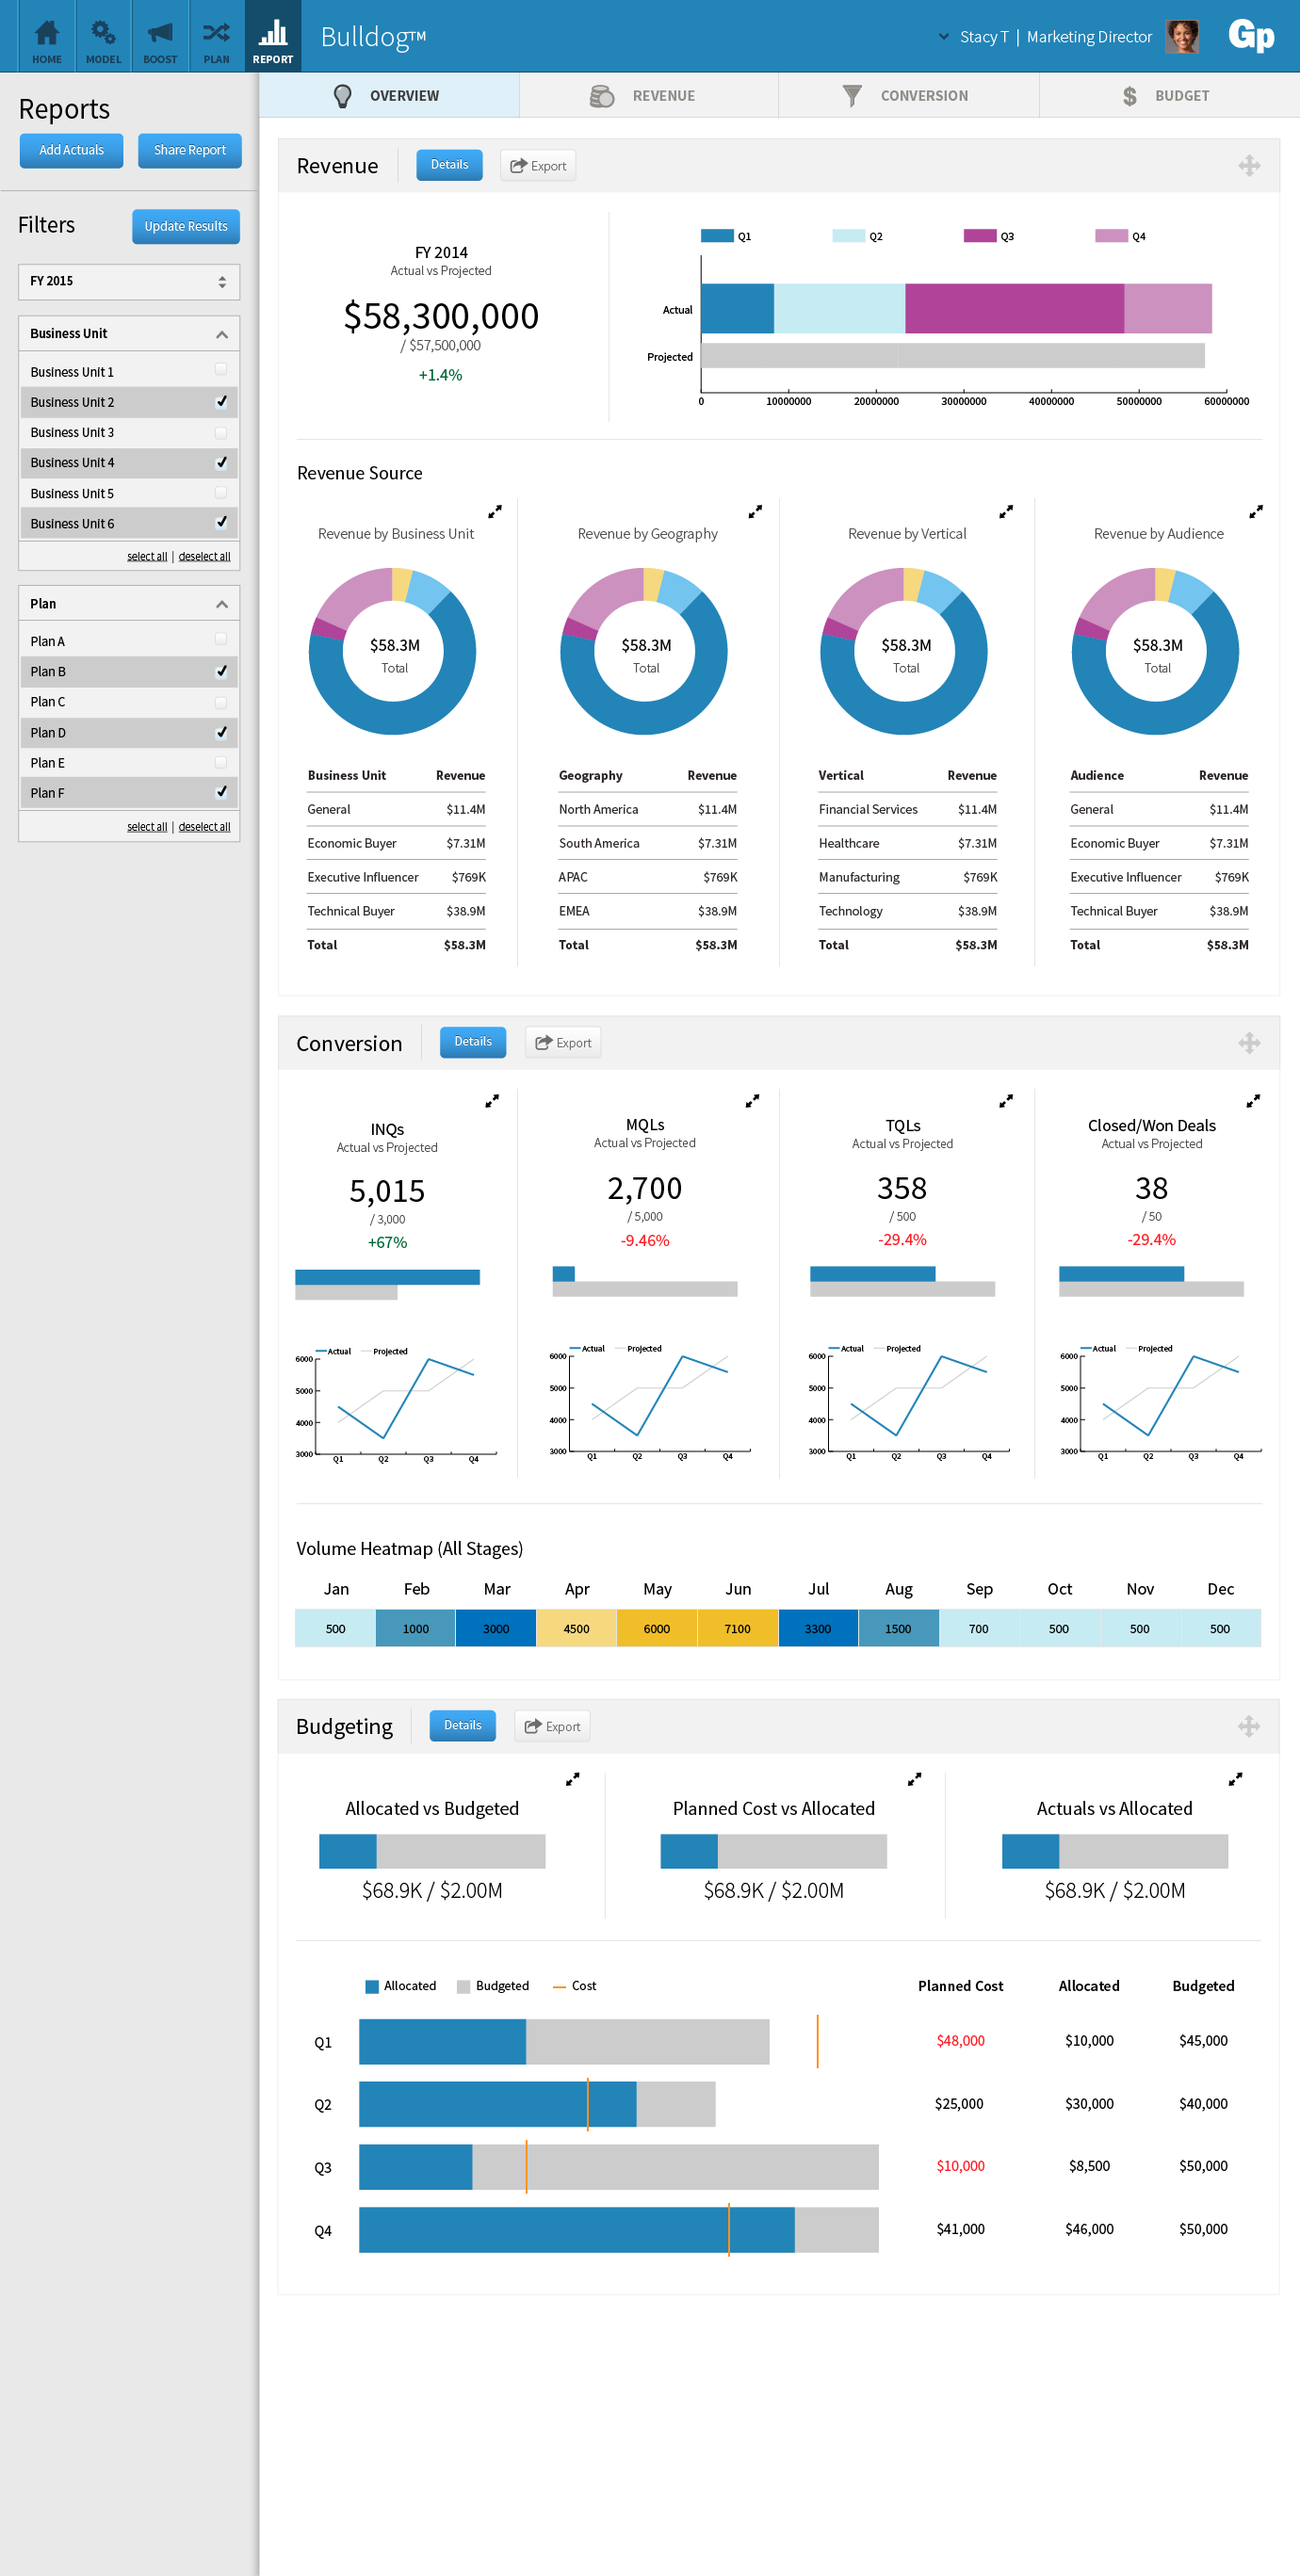 HOME MODEL BOOST PLAN REPORT Bulldog™ Stacy T | Marketing Director Gp
Reports
Add Actuals Share Report
Filters Update Results
FY 2015
Business Unit
Business Unit 1
Business Unit 2
Business Unit 3
Business Unit 4
Business Unit 5
Business Unit 6
select all | deselect all
Plan
Plan A
Plan B
Plan C
Plan D
Plan E
Plan F
select all | deselect all
OVERVIEW REVENUE CONVERSION $ BUDGET
Revenue Details Export
FY 2014
Actual vs Projected
$58,300,000
/ $57,500,000
+1.4%
Q1 Q2 Q3 Q4
Actual
Projected
0 10000000 20000000 30000000 40000000 50000000 60000000
Revenue Source
Revenue by Business Unit
$58.3M
Total
Business Unit Revenue
General $11.4M
Economic Buyer $7.31M
Executive Influencer $769K
Technical Buyer $38.9M
Total $58.3M
Revenue by Geography
$58.3M
Total
Geography Revenue
North America $11.4M
South America $7.31M
APAC $769K
EMEA $38.9M
Total $58.3M
Revenue by Vertical
$58.3M
Total
Vertical Revenue
Financial Services $11.4M
Healthcare $7.31M
Manufacturing $769K
Technology $38.9M
Total $58.3M
Revenue by Audience
$58.3M
Total
Audience Revenue
General $11.4M
Economic Buyer $7.31M
Executive Influencer $769K
Technical Buyer $38.9M
Total $58.3M
Conversion Details Export
INQs
Actual vs Projected
5,015
/ 3,000
+67%
Actual Projected
6000
5000
4000
3000
Q1 Q2 Q3 Q4
MQLs
Actual vs Projected
2,700
/ 5,000
-9.46%
Actual Projected
6000
5000
4000
3000
Q1 Q2 Q3 Q4
TQLs
Actual vs Projected
358
/ 500
-29.4%
Actual Projected
6000
5000
4000
3000
Q1 Q2 Q3 Q4
Closed/Won Deals
Actual vs Projected
38
/ 50
-29.4%
Actual Projected
6000
5000
4000
3000
Q1 Q2 Q3 Q4
Volume Heatmap (All Stages)
Jan Feb Mar Apr May Jun Jul Aug Sep Oct Nov Dec
500 1000 3000 4500 6000 7100 3300 1500 700 500 500 500
Budgeting Details Export
Allocated vs Budgeted
$68.9K / $2.00M
Planned Cost vs Allocated
$68.9K / $2.00M
Actuals vs Allocated
$68.9K / $2.00M
Allocated Budgeted Cost Planned Cost Allocated Budgeted
Q1 $48,000 $10,000 $45,000
Q2 $25,000 $30,000 $40,000
Q3 $10,000 $8,500 $50,000
Q4 $41,000 $46,000 $50,000